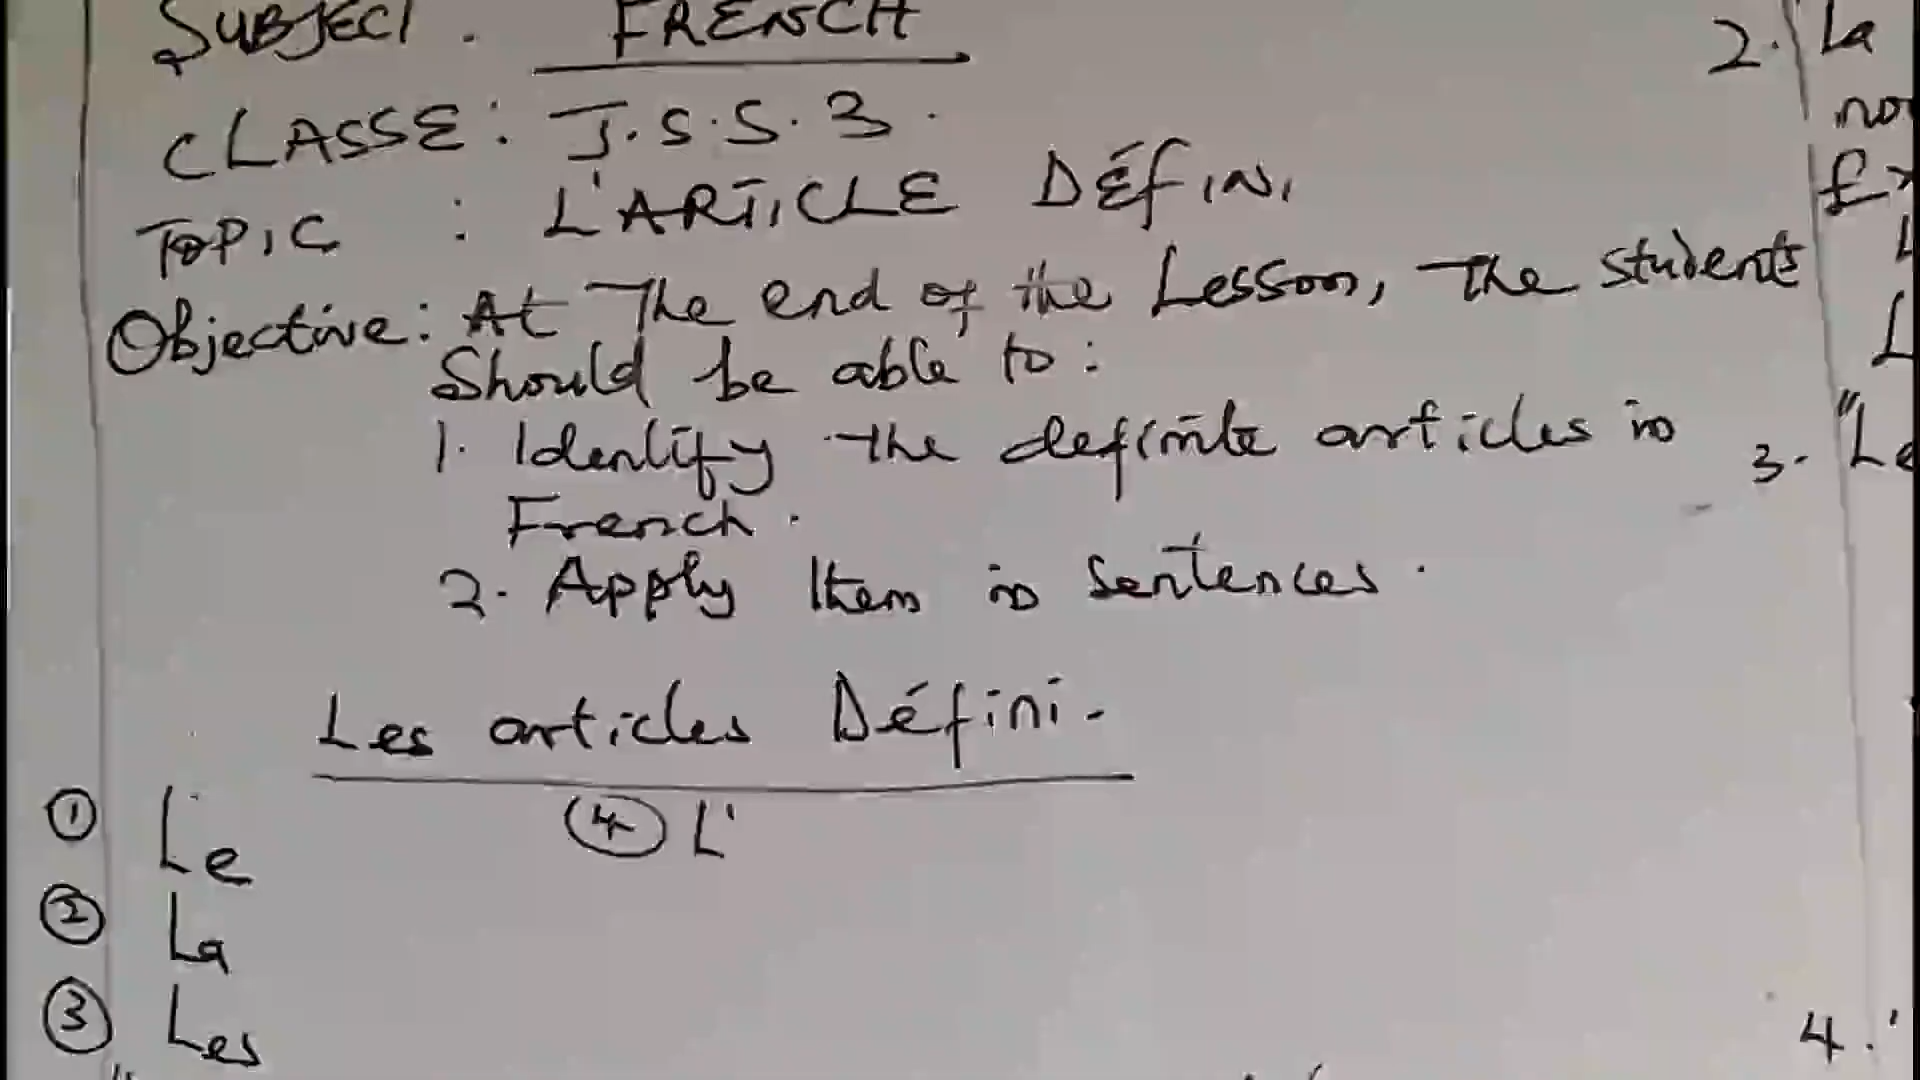 SUBJECT. FRENCH
CLASSE: J.S.S.3.
TOPIC : L'ARTICLE DÉFINI
Objective: At The end of the Lesson, The students
Should be able to:
1. Identify the definite articles in
French.
2. Apply them in sentences.
Les articles Défini.
① Le
④ L'
② La
③ Les
2. La
3. "Le
4. '